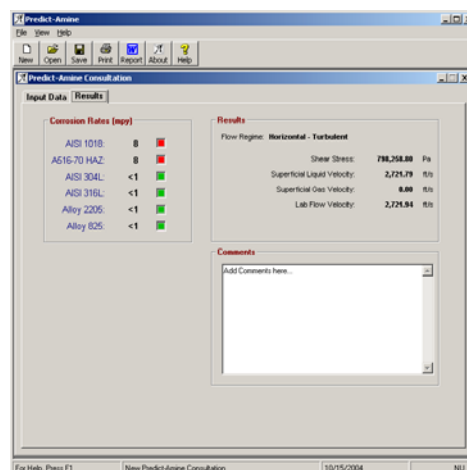 Predict-Amine
File View Help
New Open Save Print Report About Help
Predict-Amine Consultation
Input Data Results
Corrosion Rates (mpy)
AISI 1018: 8
A516-70 HAZ: 8
AISI 304L: <1
AISI 316L: <1
Alloy 2205: <1
Alloy 825: <1
Results
Flow Regime: Horizontal - Turbulent
Shear Stress: 798,258.80 Pa
Superficial Liquid Velocity: 2,721.79 ft/s
Superficial Gas Velocity: 0.00 ft/s
Lab Flow Velocity: 2,721.94 ft/s
Comments
Add Comments here...
For Help, Press F1 New Predict-Amine Consultation 10/15/2004 NU